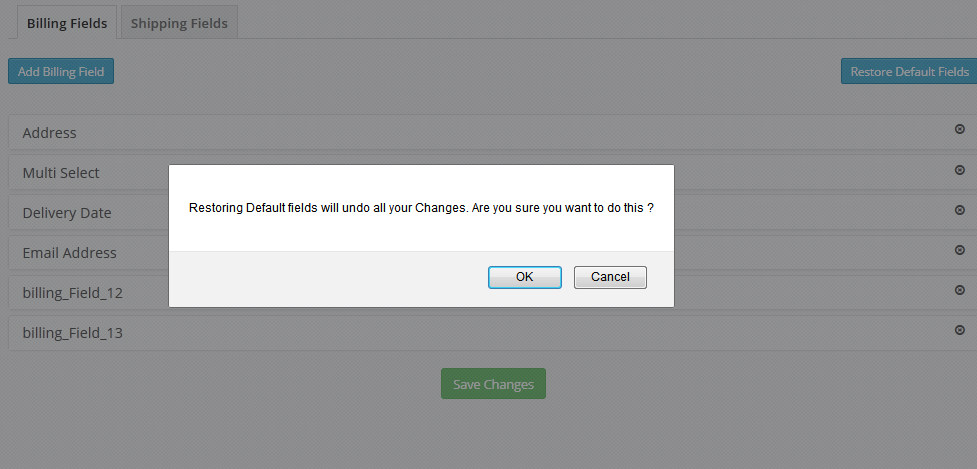 Billing Fields Shipping Fields
Add Billing Field Restore Default Fields
Address
Multi Select
Delivery Date
Email Address
billing_Field_12
billing_Field_13
Restoring Default fields will undo all your Changes. Are you sure you want to do this ?
OK Cancel
Save Changes